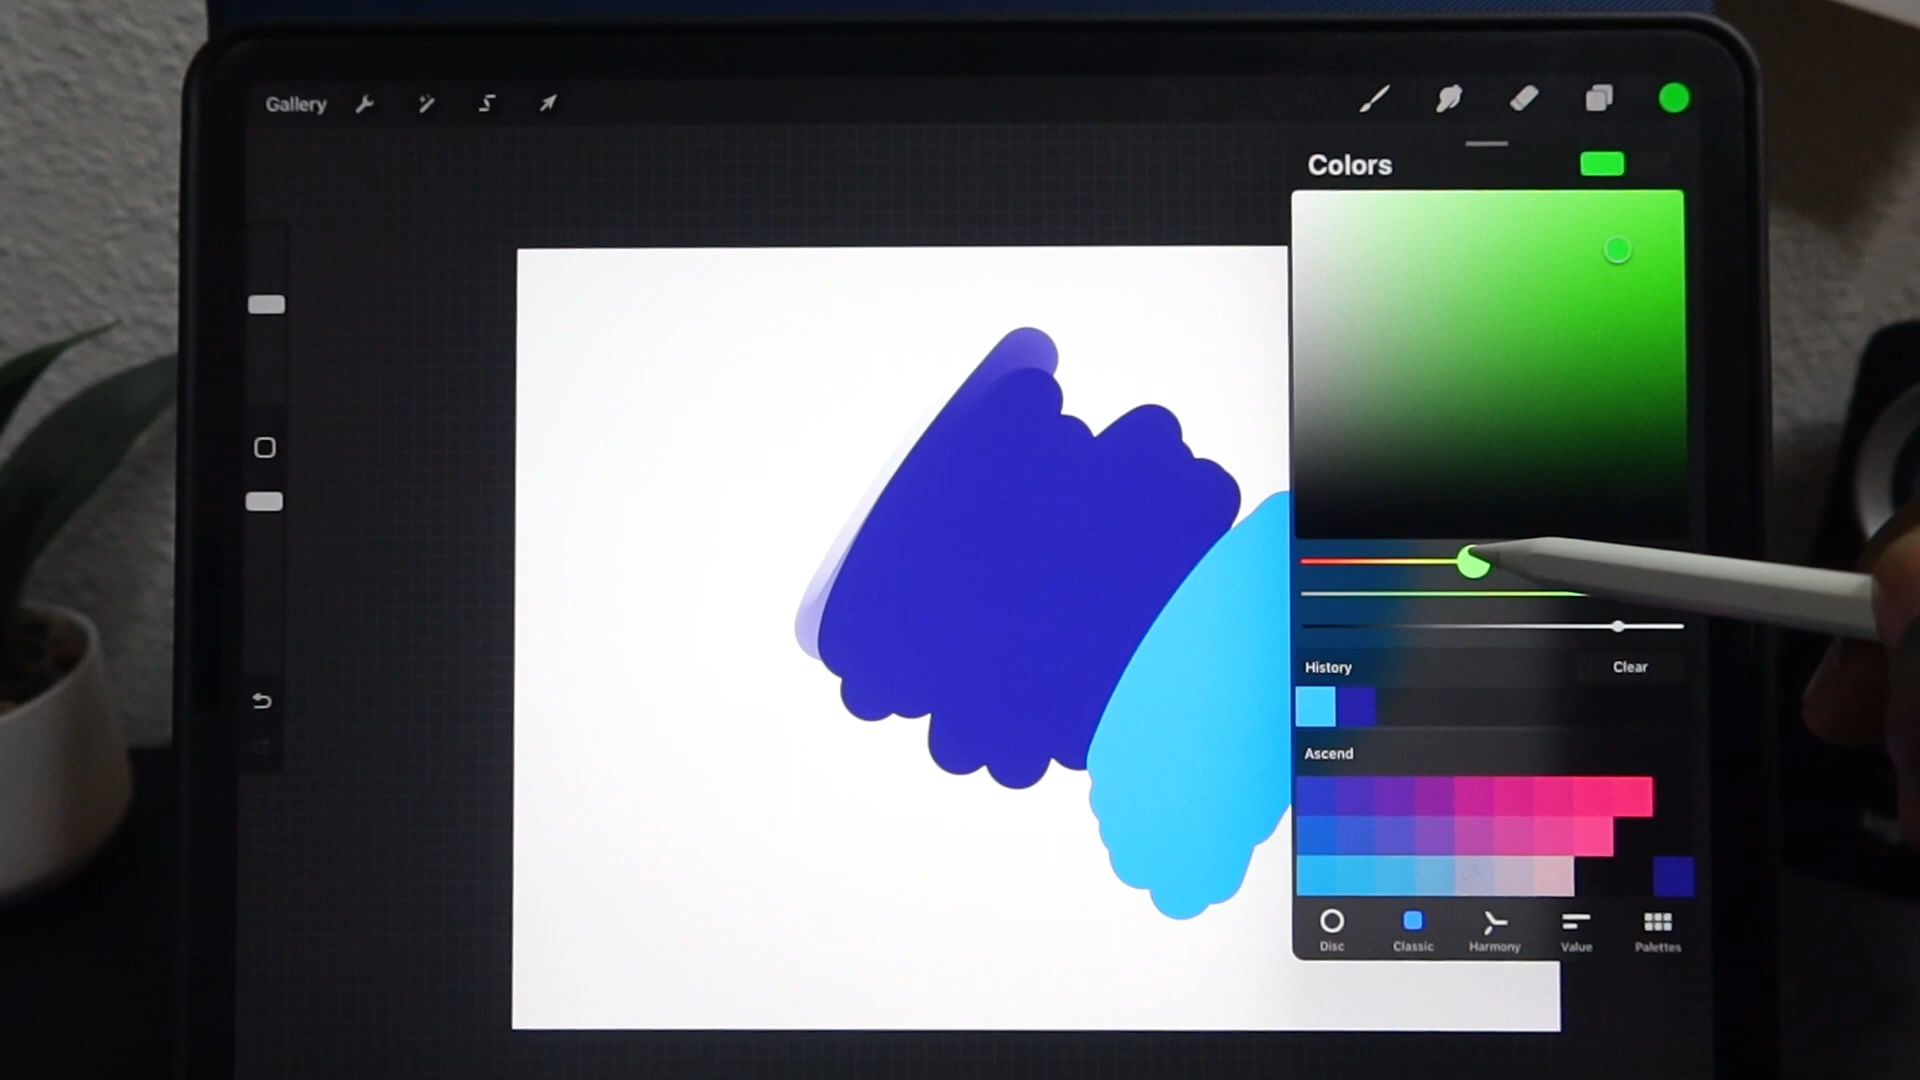 Gallery
Colors
History Clear
Ascend
Disc Classic Harmony Value Palettes